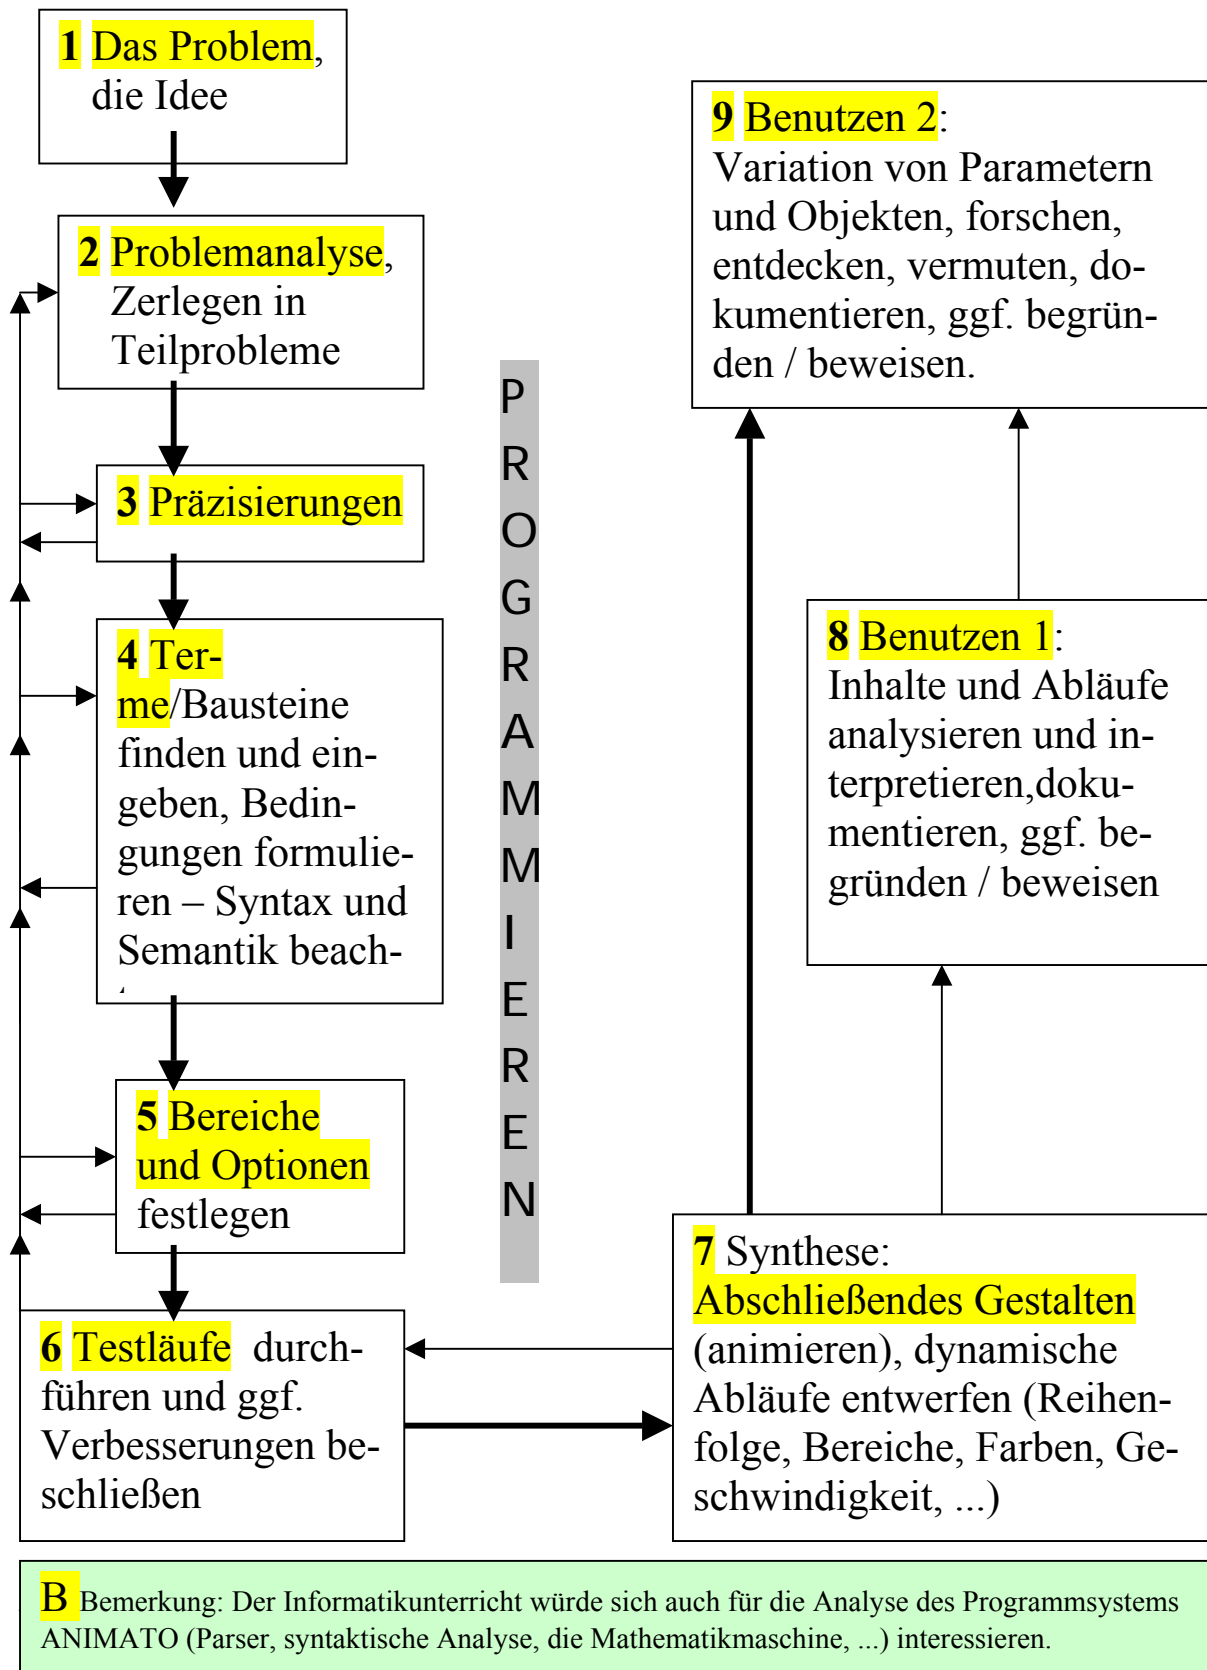 1 Das Problem,
die Idee
2 Problemanalyse,
Zerlegen in
Teilprobleme
3 Präzisierungen
4 Ter-
me/Bausteine
finden und ein-
geben, Bedin-
gungen formulie-
ren – Syntax und
Semantik beach-
5 Bereiche
und Optionen
festlegen
6 Testläufe durch-
führen und ggf.
Verbesserungen be-
schließen
P
R
O
G
R
A
M
M
I
E
R
E
N
9 Benutzen 2:
Variation von Parametern
und Objekten, forschen,
entdecken, vermuten, do-
kumentieren, ggf. begrün-
den / beweisen.
8 Benutzen 1:
Inhalte und Abläufe
analysieren und in-
terpretieren,doku-
mentieren, ggf. be-
gründen / beweisen
7 Synthese:
Abschließendes Gestalten
(animieren), dynamische
Abläufe entwerfen (Reihen-
folge, Bereiche, Farben, Ge-
schwindigkeit, ...)
B Bemerkung: Der Informatikunterricht würde sich auch für die Analyse des Programmsystems
ANIMATO (Parser, syntaktische Analyse, die Mathematikmaschine, ...) interessieren.